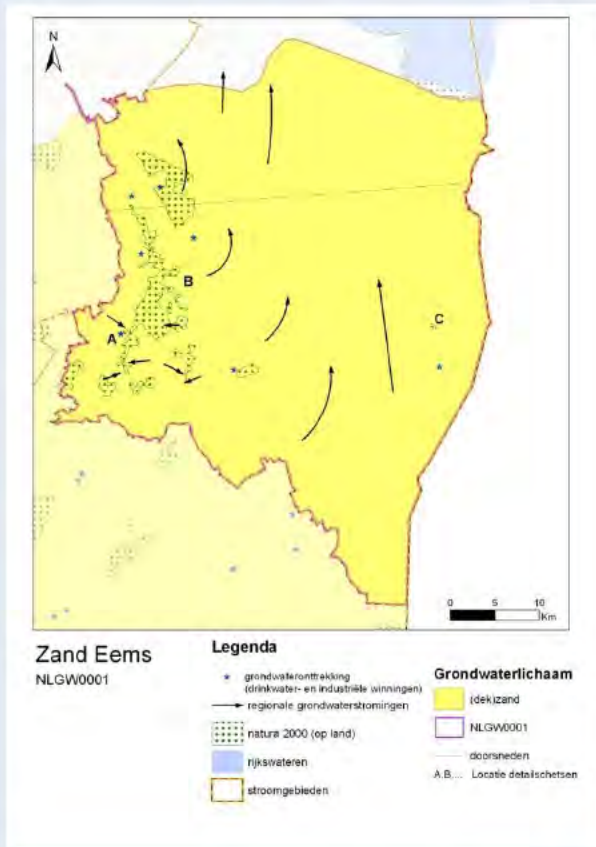 N
B
C
A
0 5 10
Km
Zand Eems
NLGW0001
Legenda
grondwateronttrekking
(drinkwater- en industriële winningen)
regionale grondwaterstromingen
natura 2000 (op land)
rijkswateren
stroomgebieden
Grondwaterlichaam
(dek)zand
NLGW0001
doorsneden
A,B,... Locatie detailschetsen